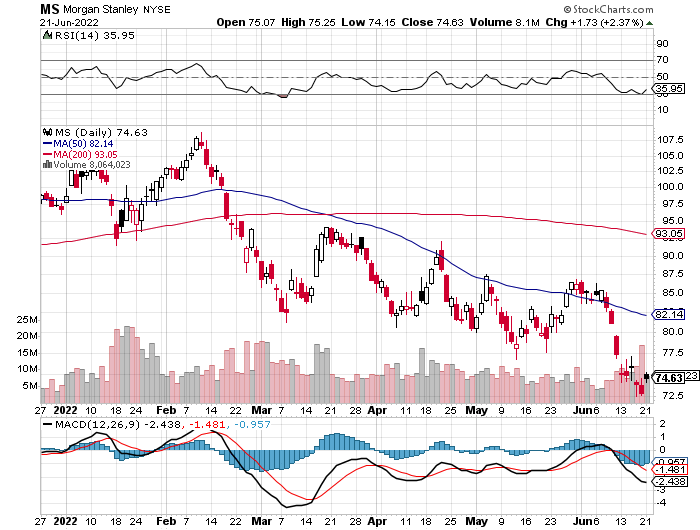 MS Morgan Stanley NYSE © StockCharts.com
21-Jun-2022 Open 75.07 High 75.25 Low 74.15 Close 74.63 Volume 8.1M Chg +1.73 (+2.37%)
RSI(14) 35.95
90
70
50
35.95
30
10
MS (Daily) 74.63
MA(50) 82.14
MA(200) 93.05
Volume 8,064,023
107.5
105.0
102.5
100.0
97.5
95.0
93.05
90.0
87.5
85.0
82.14
80.0
77.5
74.63
72.5
25M
20M
15M
10M
5M
27 2022 10 18 24 Feb 7 14 22 Mar 7 14 21 28 Apr 11 18 25 May 9 16 23 Jun 6 13 21
MACD(12,26,9) -2.438, -1.481, -0.957
2
1
0
-0.957
-1.481
-2.438
-3
-4
27 2022 10 18 24 Feb 7 14 22 Mar 7 14 21 28 Apr 11 18 25 May 9 16 23 Jun 6 13 21